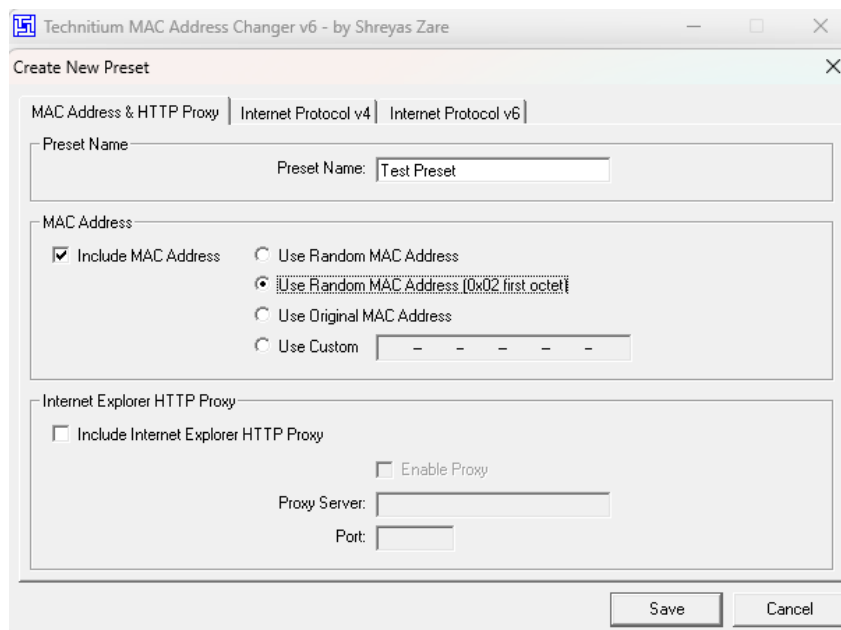 Technitium MAC Address Changer v6 - by Shreyas Zare
Create New Preset
MAC Address & HTTP Proxy Internet Protocol v4 Internet Protocol v6
Preset Name
Preset Name: Test Preset
MAC Address
Include MAC Address Use Random MAC Address
Use Random MAC Address (0x02 first octet)
Use Original MAC Address
Use Custom - - - - -
Internet Explorer HTTP Proxy
Include Internet Explorer HTTP Proxy
Enable Proxy
Proxy Server:
Port:
Save Cancel